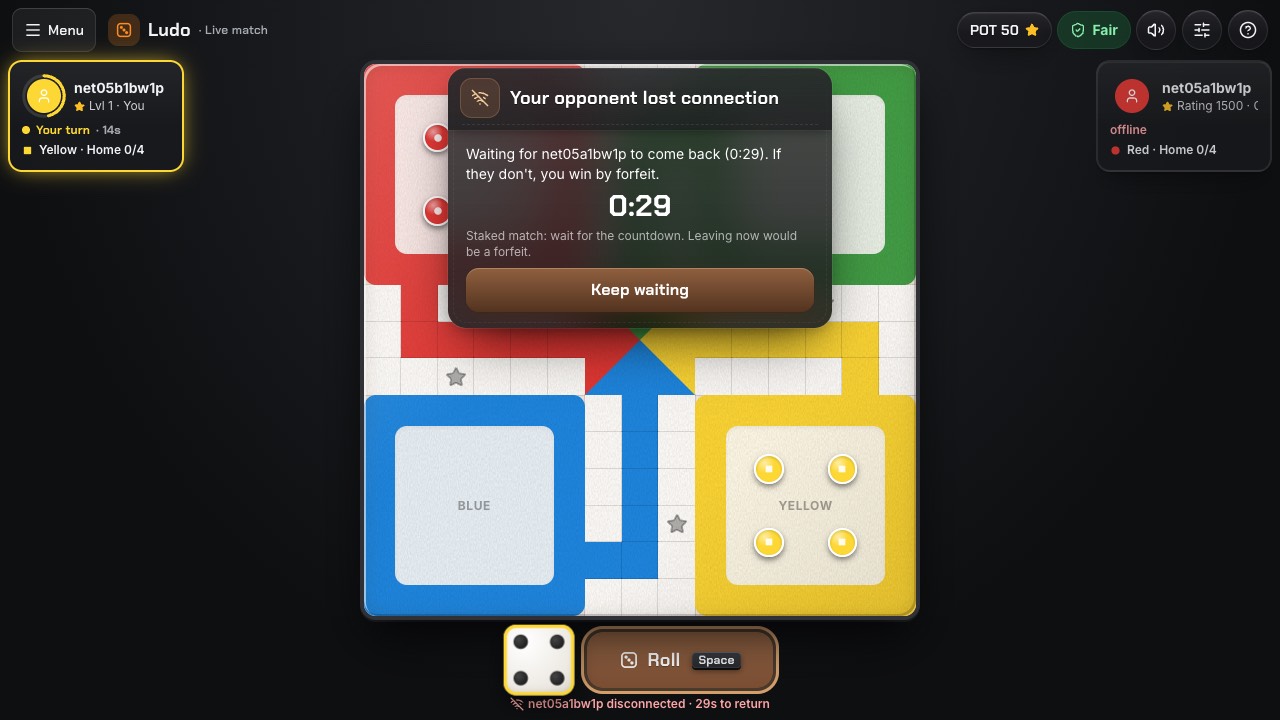 Menu
Ludo · Live match
POT 50
Fair
net05b1bw1p
Lvl 1 · You
Your turn · 14s
Yellow · Home 0/4
net05a1bw1p
Rating 1500 ·
offline
Red · Home 0/4
Your opponent lost connection
Waiting for net05a1bw1p to come back (0:29). If
they don't, you win by forfeit.
0:29
Staked match: wait for the countdown. Leaving now would
be a forfeit.
Keep waiting
BLUE
YELLOW
Roll Space
net05a1bw1p disconnected · 29s to return